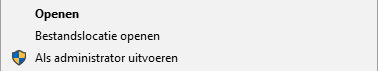 Openen
Bestandslocatie openen
Als administrator uitvoeren